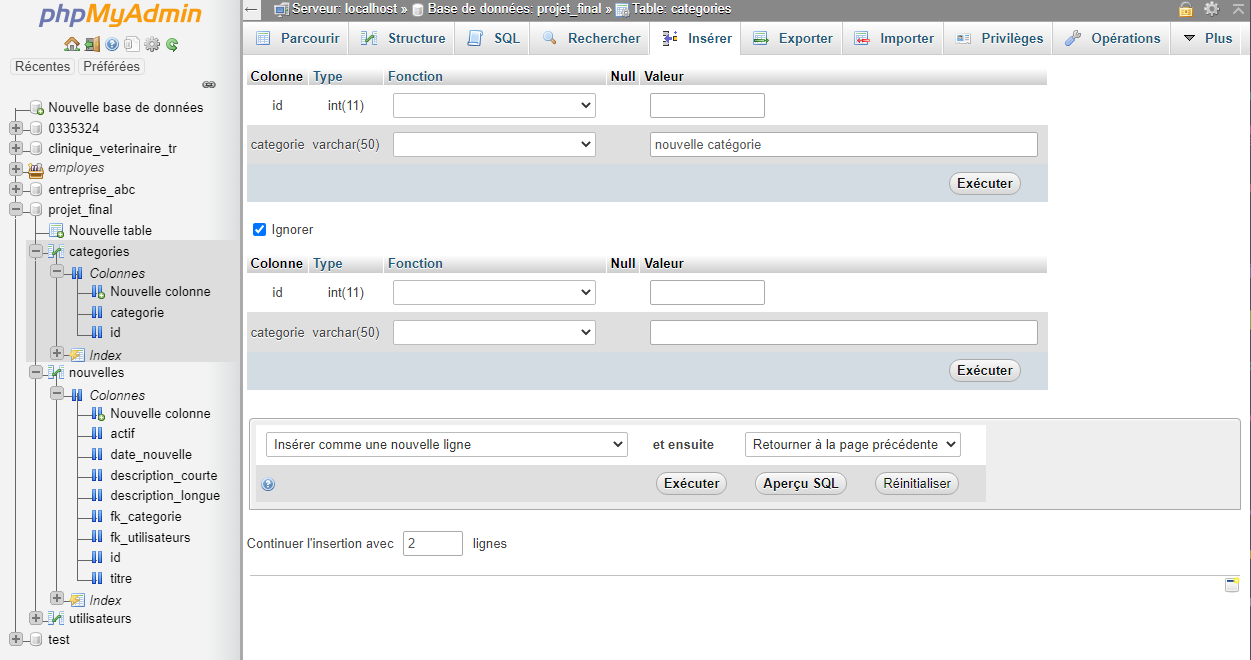 phpMyAdmin
Récentes Préférées
Nouvelle base de données
0335324
clinique_veterinaire_tr
employes
entreprise_abc
projet_final
Nouvelle table
categories
Colonnes
Nouvelle colonne
categorie
id
Index
nouvelles
Colonnes
Nouvelle colonne
actif
date_nouvelle
description_courte
description_longue
fk_categorie
fk_utilisateurs
id
titre
Index
utilisateurs
test
Serveur: localhost » Base de données: projet_final » Table: categories
Parcourir Structure SQL Rechercher Insérer Exporter Importer Privilèges Opérations Plus
Colonne Type Fonction Null Valeur
id int(11)
categorie varchar(50) nouvelle catégorie
Exécuter
Ignorer
Colonne Type Fonction Null Valeur
id int(11)
categorie varchar(50)
Exécuter
Insérer comme une nouvelle ligne et ensuite Retourner à la page précédente
Exécuter Aperçu SQL Réinitialiser
Continuer l'insertion avec 2 lignes